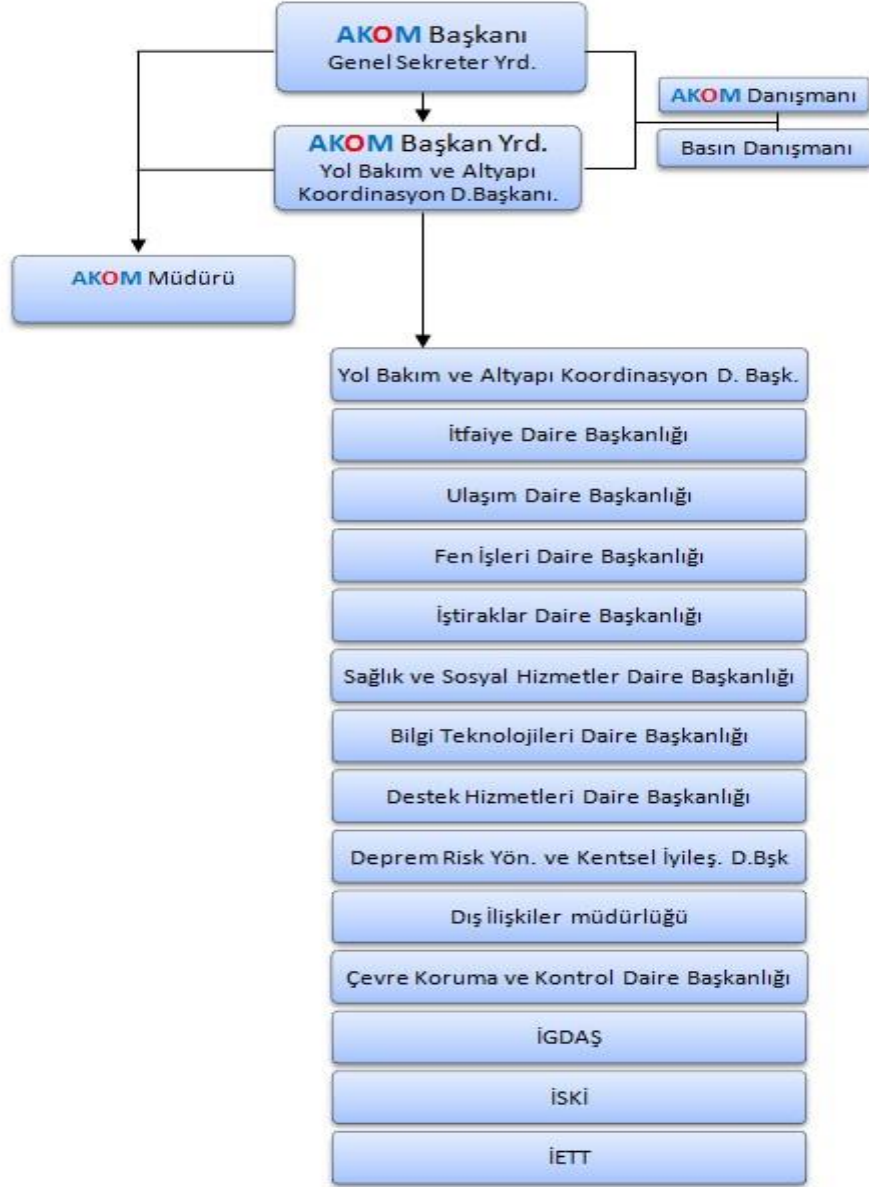 AKOM Başkanı
Genel Sekreter Yrd.
AKOM Danışmanı
AKOM Başkan Yrd.
Yol Bakım ve Altyapı
Koordinasyon D.Başkanı.
Basın Danışmanı
AKOM Müdürü
Yol Bakım ve Altyapı Koordinasyon D. Başk.
İtfaiye Daire Başkanlığı
Ulaşım Daire Başkanlığı
Fen İşleri Daire Başkanlığı
İştiraklar Daire Başkanlığı
Sağlık ve Sosyal Hizmetler Daire Başkanlığı
Bilgi Teknolojileri Daire Başkanlığı
Destek Hizmetleri Daire Başkanlığı
Deprem Risk Yön. ve Kentsel İyileş. D.Bşk
Dış İlişkiler müdürlüğü
Çevre Koruma ve Kontrol Daire Başkanlığı
İGDAŞ
İSKİ
İETT